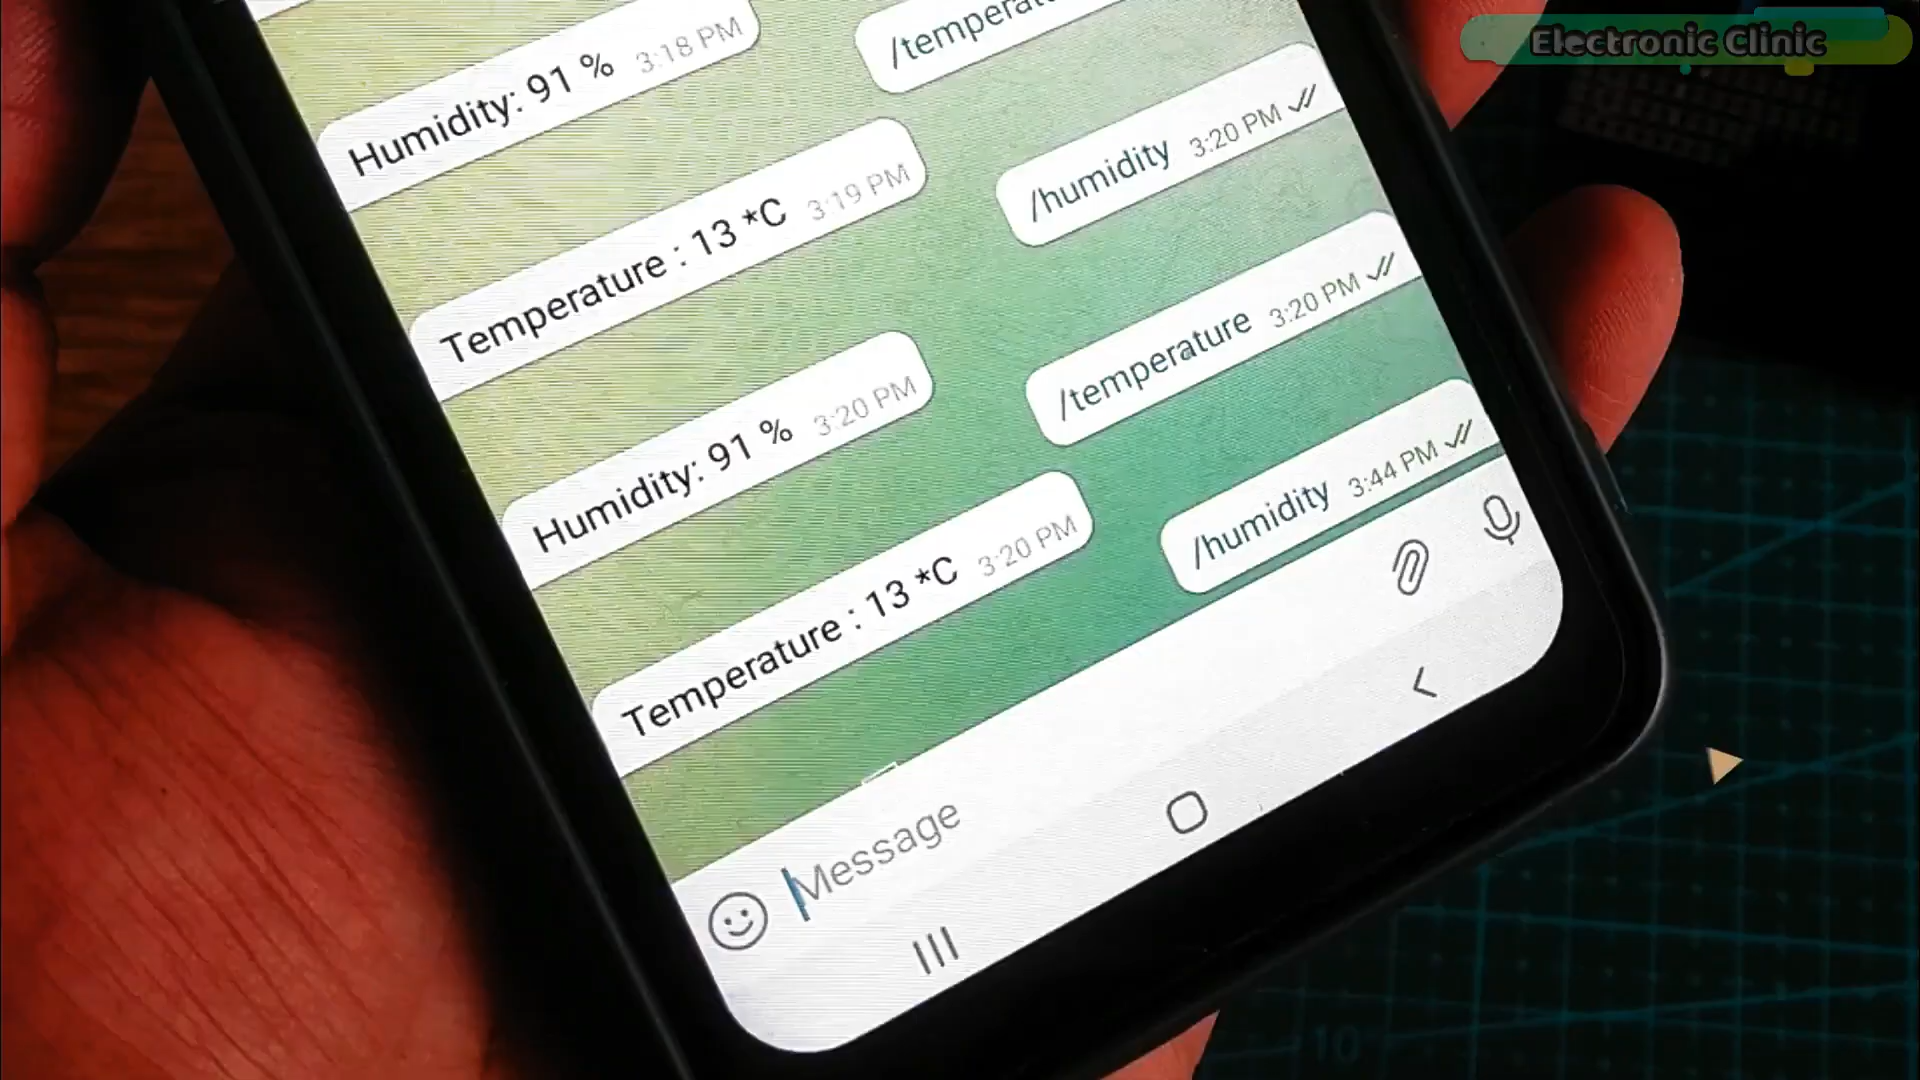 Electronic Clinic
Humidity: 91 % 3:18 PM
Temperature : 13 *C 3:19 PM
/humidity 3:20 PM
Humidity: 91 % 3:20 PM
/temperature 3:20 PM
Temperature : 13 *C 3:20 PM
/humidity 3:44 PM
Message
10